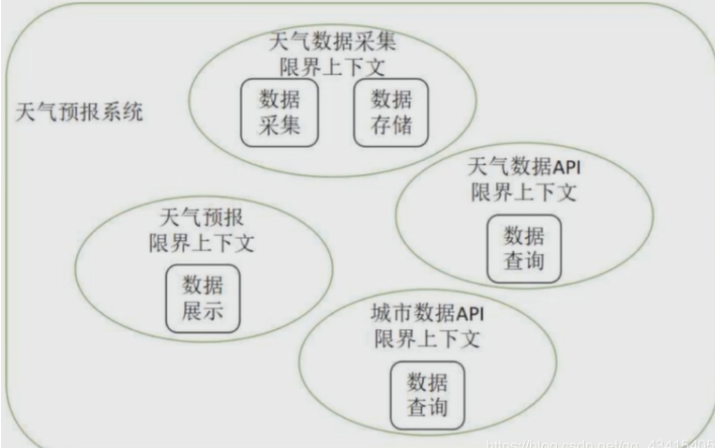 天气数据采集
限界上下文
数据
采集
数据
存储
天气预报系统
天气数据API
限界上下文
数据
查询
天气预报
限界上下文
数据
展示
城市数据API
限界上下文
数据
查询